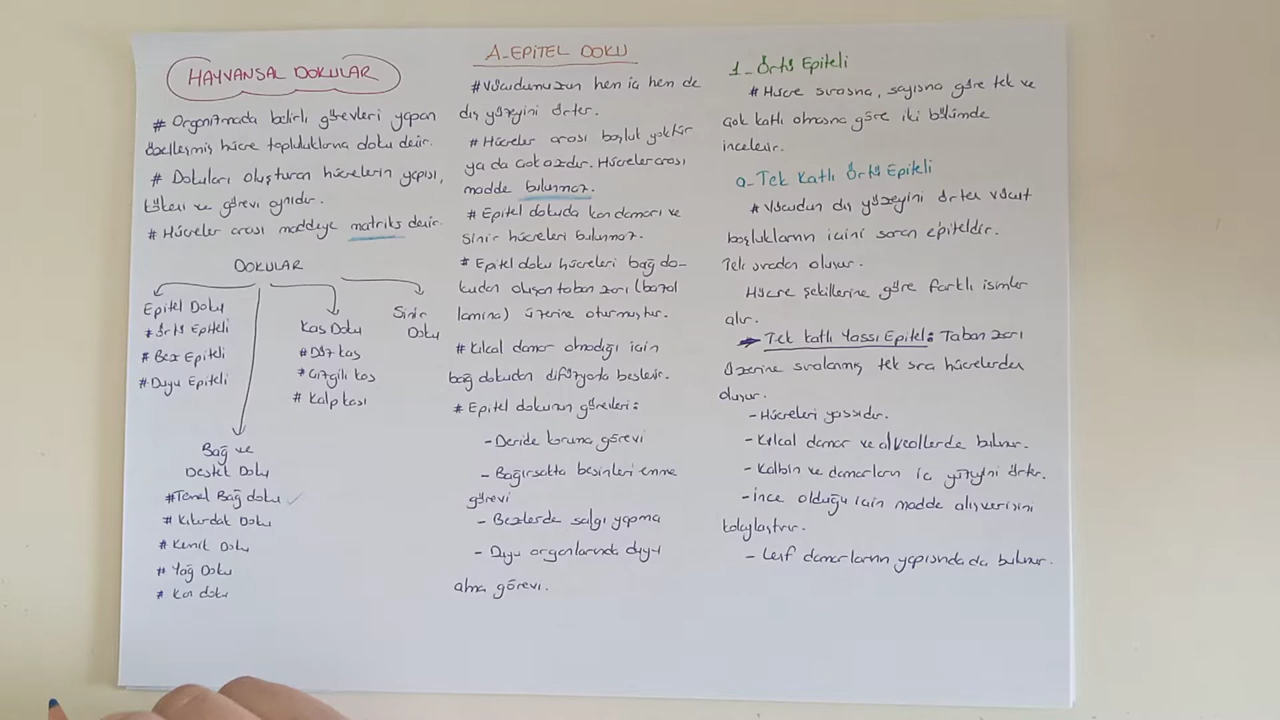 HAYVANSAL DOKULAR
# Organizmada belirli görevleri yapan
özelleşmiş hücre topluluklarına doku denir.
# Dokuları oluşturan hücrelerin yapısı,
kökeni ve görevi aynıdır.
# Hücreler arası maddeye matriks denir.
DOKULAR
Epitel Doku
# Örtü Epiteli
# Bez Epiteli
# Duyu Epiteli
Bağ ve
Destek Doku
# Temel Bağ doku
# Kıkırdak Doku
# Kemik Doku
# Yağ Doku
# Kan doku
Kas Doku
# Düz kas
# Çizgili kas
# Kalp kası
Sinir
Doku
A-EPİTEL DOKU
# Vücudumuzun hem iç hem de
dış yüzeyini örter.
# Hücreler arası boşluk yoktur
ya da çok azdır. Hücreler arası
madde bulunmaz.
# Epitel dokuda kan damarı ve
sinir hücreleri bulunmaz.
# Epitel doku hücreleri bağ do-
kudan oluşan taban zarı (bazal
lamina) üzerine oturmuştur.
# Kılcal damar olmadığı için
bağ dokudan difüzyonla beslenir.
# Epitel dokunun görevleri:
- Deride koruma görevi
- Bağırsakta besinleri emme
görevi
- Bezlerde salgı yapma
- Duyu organlarında duyu
alma görevi.
1_ Örtü Epiteli
# Hücre sırasına, sayısına göre tek ve
çok katlı olmasına göre iki bölümde
incelenir.
a-Tek Katlı Örtü Epiteli
# Vücudun dış yüzeyini örten vücut
boşluklarının içini saran epiteldir.
Tek sıradan oluşur.
Hücre şekillerine göre farklı isimler
alır.
→ Tek katlı Yassı Epitel: Taban zarı
üzerine sıralanmış tek sıra hücrelerden
oluşur.
- Hücreleri yassıdır.
- Kılcal damar ve alveollerde bulunur.
- Kalbin ve damarların iç yüzeyini örter.
- İnce olduğu için madde alışverişini
kolaylaştırır.
- Lenf damarlarının yapısında da bulunur.